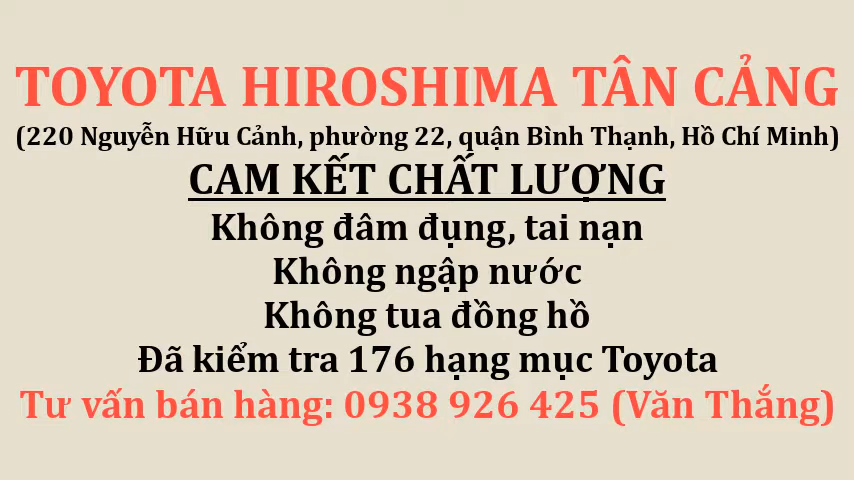 TOYOTA HIROSHIMA TÂN CẢNG
(220 Nguyễn Hữu Cảnh, phường 22, quận Bình Thạnh, Hồ Chí Minh)
CAM KẾT CHẤT LƯỢNG
Không đâm đụng, tai nạn
Không ngập nước
Không tua đồng hồ
Đã kiểm tra 176 hạng mục Toyota
Tư vấn bán hàng: 0938 926 425 (Văn Thắng)